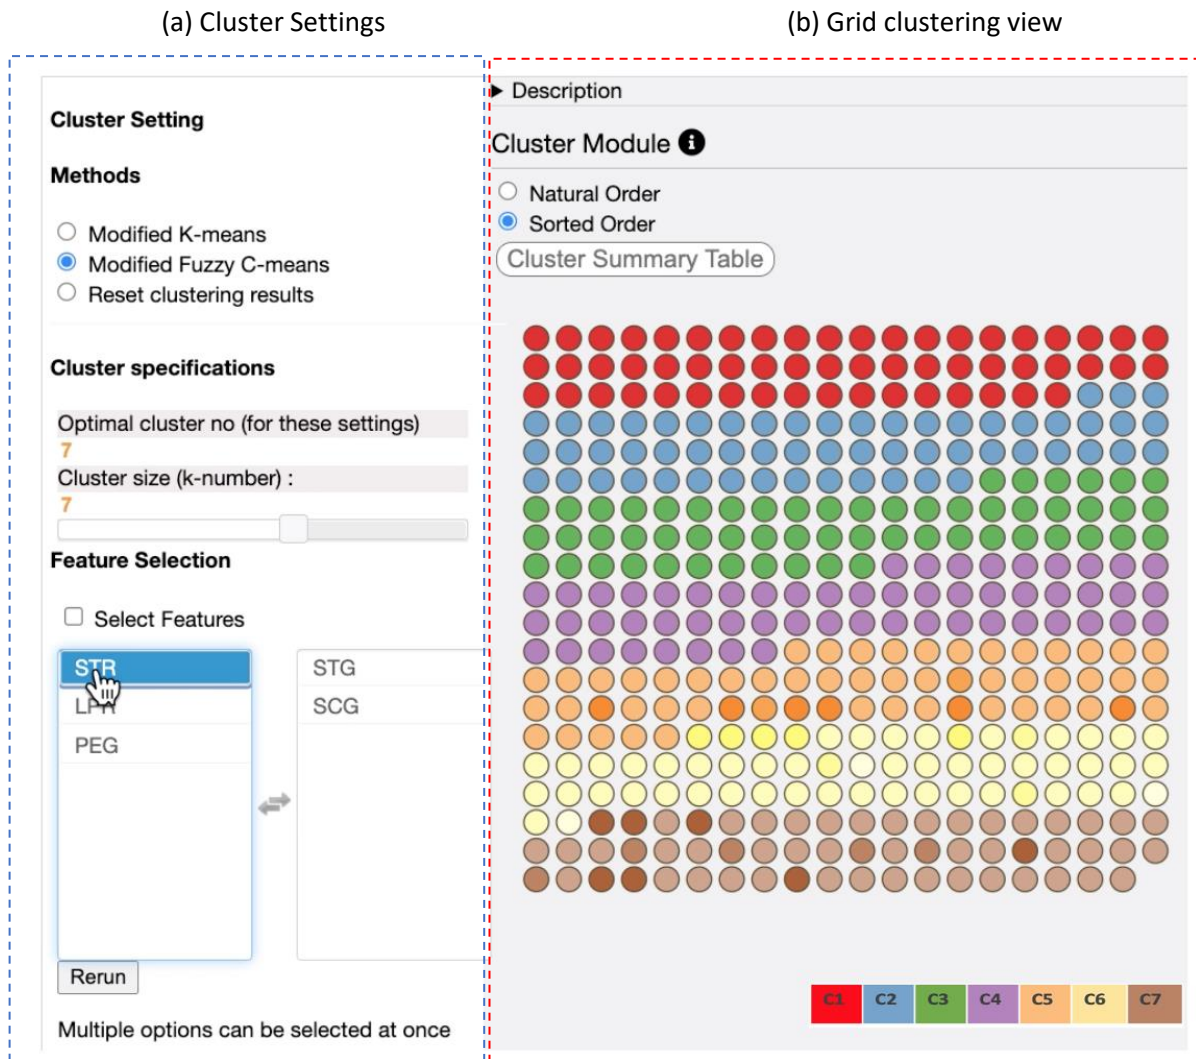 (a) Cluster Settings
(b) Grid clustering view
Cluster Setting
Methods
Modified K-means
Modified Fuzzy C-means
Reset clustering results
Cluster specifications
Optimal cluster no (for these settings)
7
Cluster size (k-number) :
7
Feature Selection
Select Features
STR
LPR
PEG
STG
SCG
Rerun
Multiple options can be selected at once
Description
Cluster Module i
Natural Order
Sorted Order
Cluster Summary Table
C1 C2 C3 C4 C5 C6 C7